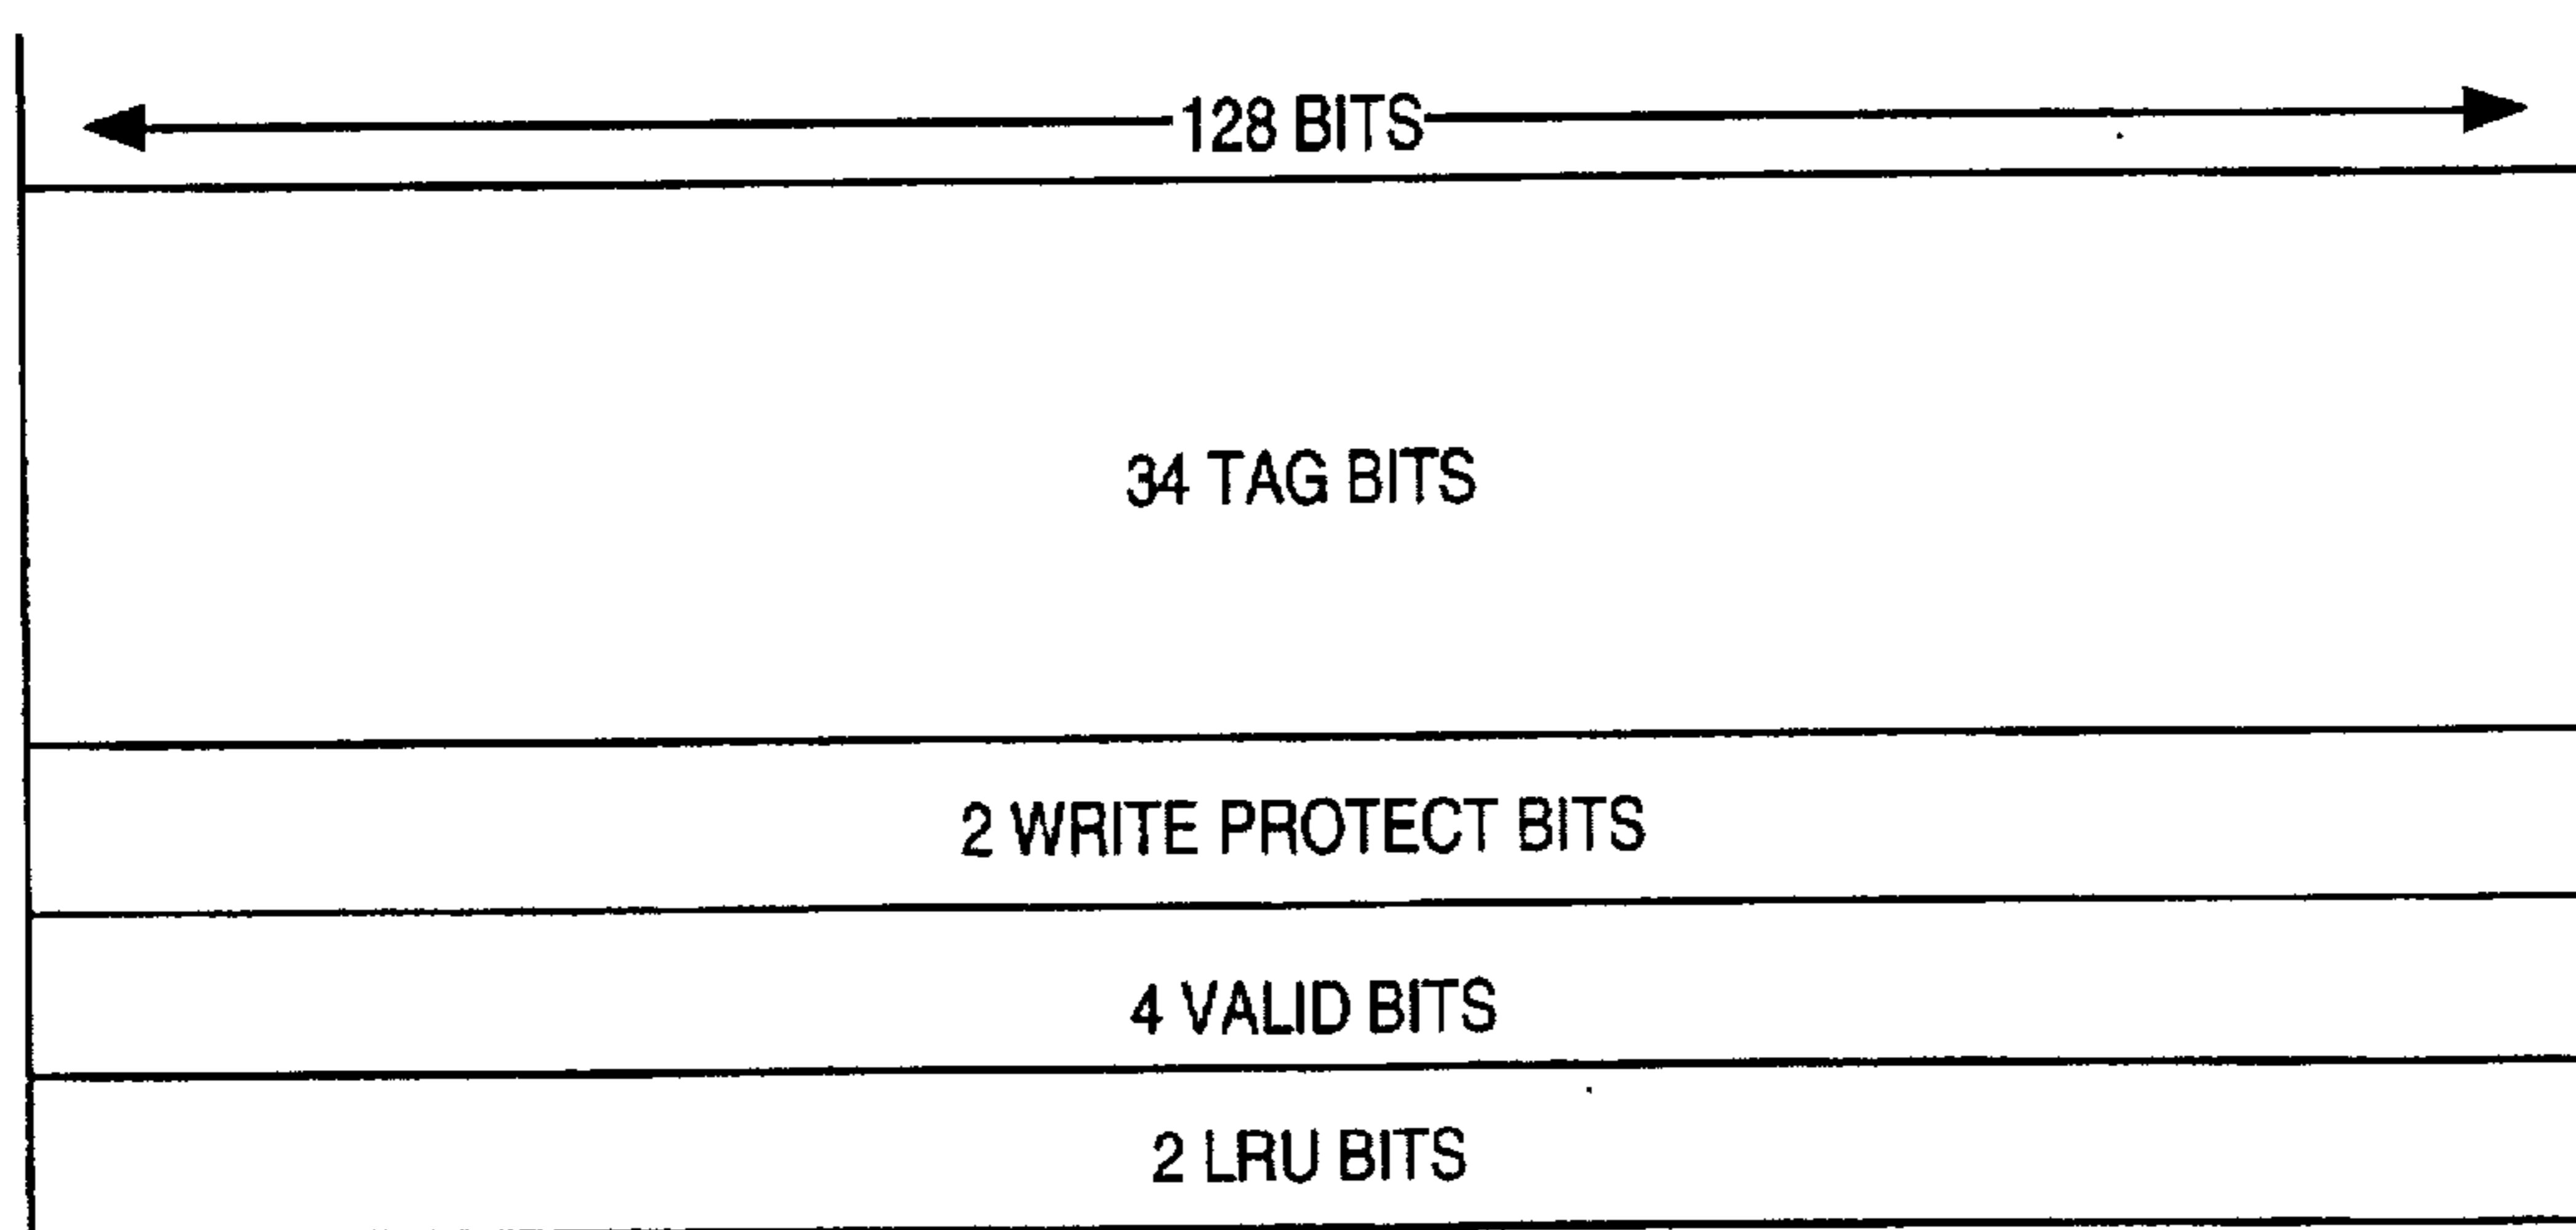 128 BITS
34 TAG BITS
2 WRITE PROTECT BITS
4 VALID BITS
2 LRU BITS